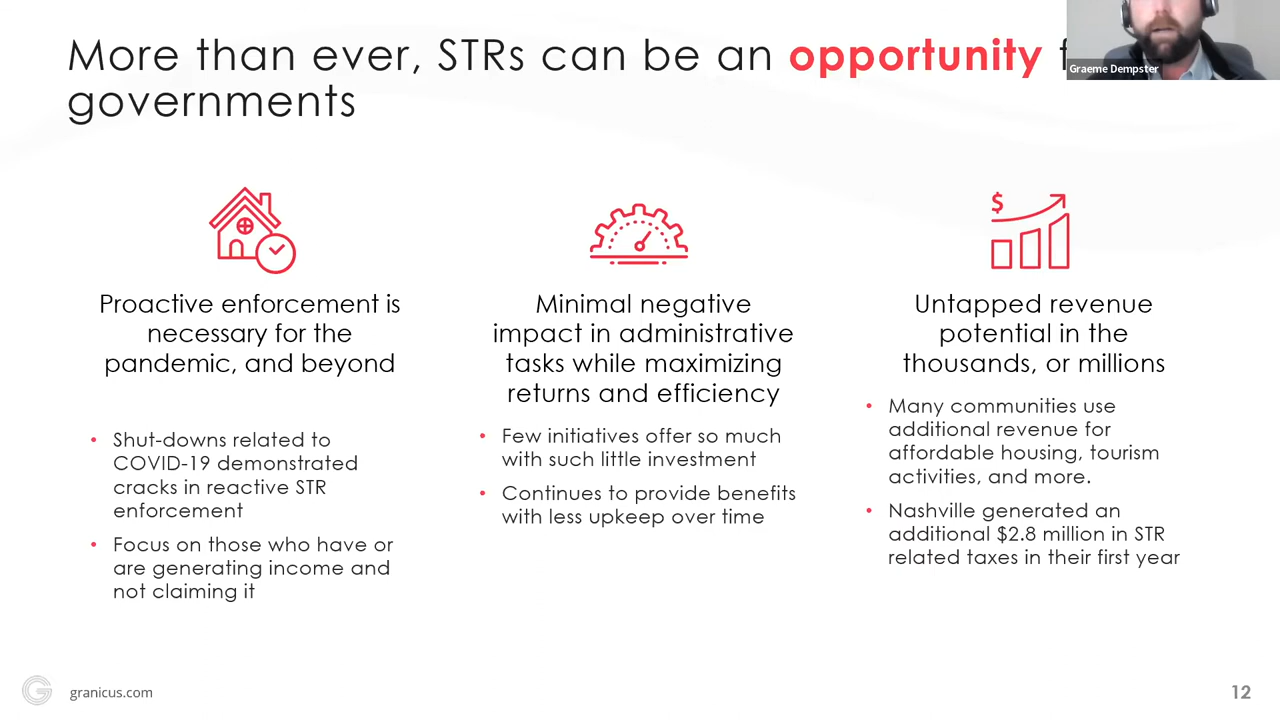 More than ever, STRs can be an opportunity
governments
Graeme Dempster
$
Proactive enforcement is
necessary for the
pandemic, and beyond
Shut-downs related to
COVID-19 demonstrated
cracks in reactive STR
enforcement
Focus on those who have or
are generating income and
not claiming it
Minimal negative
impact in administrative
tasks while maximizing
returns and efficiency
Few initiatives offer so much
with such little investment
Continues to provide benefits
with less upkeep over time
Untapped revenue
potential in the
thousands, or millions
Many communities use
additional revenue for
affordable housing, tourism
activities, and more.
Nashville generated an
additional $2.8 million in STR
related taxes in their first year
granicus.com
12